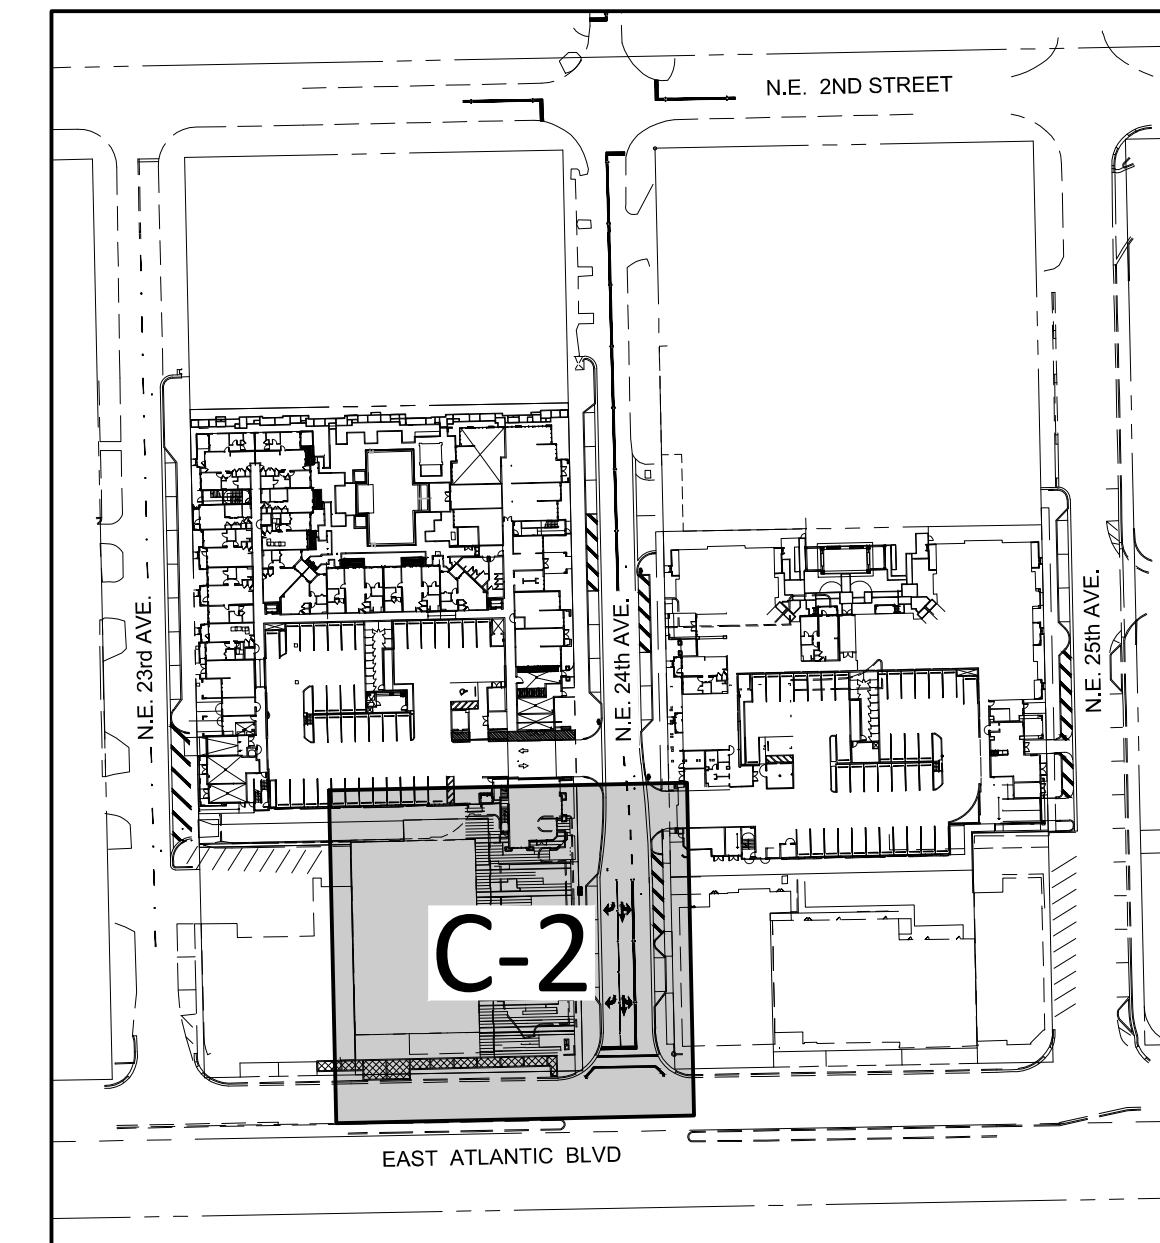 N.E. 2ND STREET
N.E. 23rd AVE.
N.E. 24th AVE.
N.E. 25th AVE.
C-2
EAST ATLANTIC BLVD